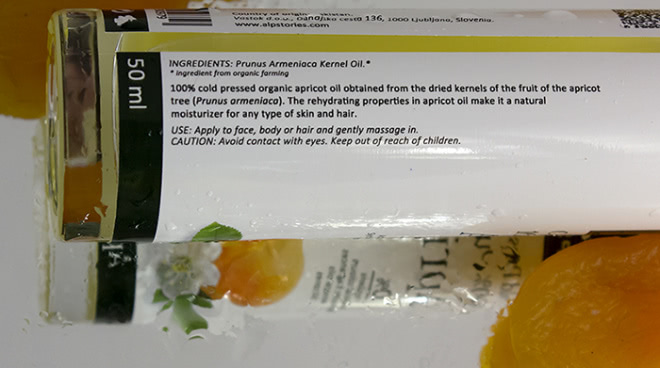 Country of origin
Vostok d.o.o., Dunajska cesta 136, 1000 Ljubljana, Slovenia.
www.alpstories.com
50 ml
INGREDIENTS: Prunus Armeniaca Kernel Oil.*
* ingredient from organic farming
100% cold pressed organic apricot oil obtained from the dried kernels of the fruit of the apricot
tree (Prunus armeniaca). The rehydrating properties in apricot oil make it a natural
moisturizer for any type of skin and hair.
USE: Apply to face, body or hair and gently massage in.
CAUTION: Avoid contact with eyes. Keep out of reach of children.